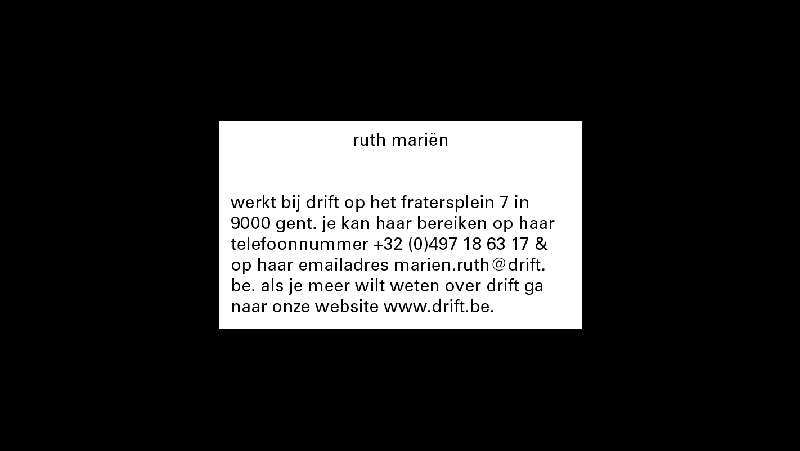 ruth mariën
werkt bij drift op het fratersplein 7 in
9000 gent. je kan haar bereiken op haar
telefoonnummer +32 (0)497 18 63 17 &
op haar emailadres marien.ruth@drift.
be. als je meer wilt weten over drift ga
naar onze website www.drift.be.